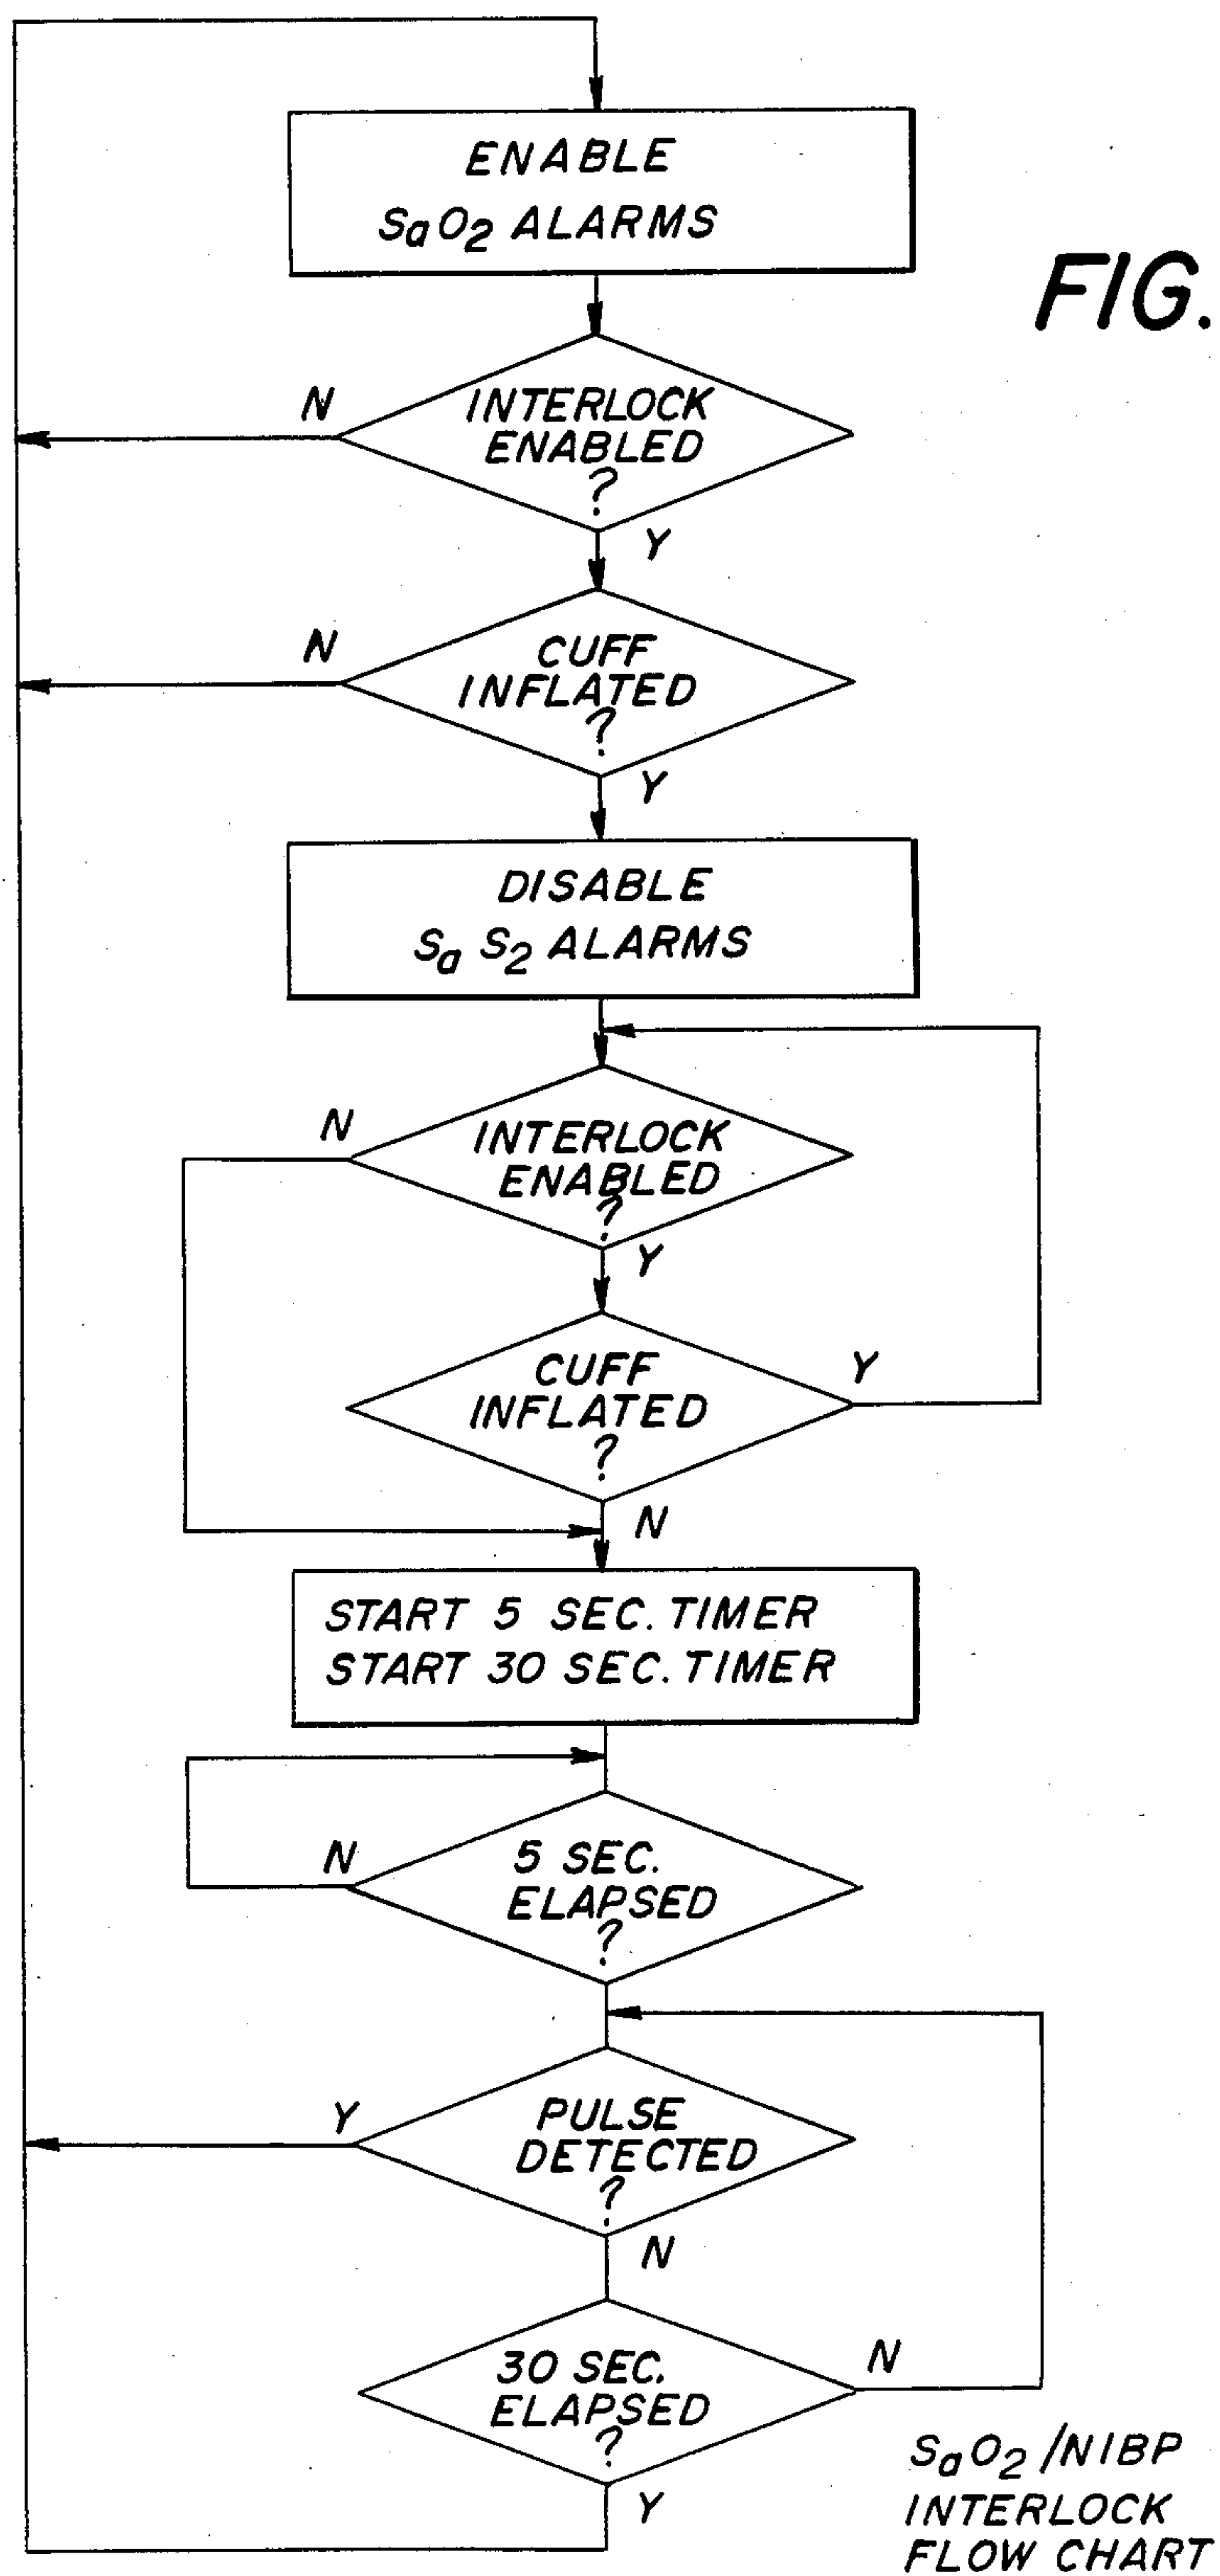 ENABLE
SaO2 ALARMS
FIG.
N
INTERLOCK
ENABLED
?
Y
N
CUFF
INFLATED
?
Y
DISABLE
Sa S2 ALARMS
N
INTERLOCK
ENABLED
?
Y
CUFF
INFLATED
?
Y
N
START 5 SEC. TIMER
START 30 SEC. TIMER
N
5 SEC.
ELAPSED
?
Y
PULSE
DETECTED
?
N
30 SEC.
ELAPSED
?
N
Y
SaO2/NIBP
INTERLOCK
FLOW CHART